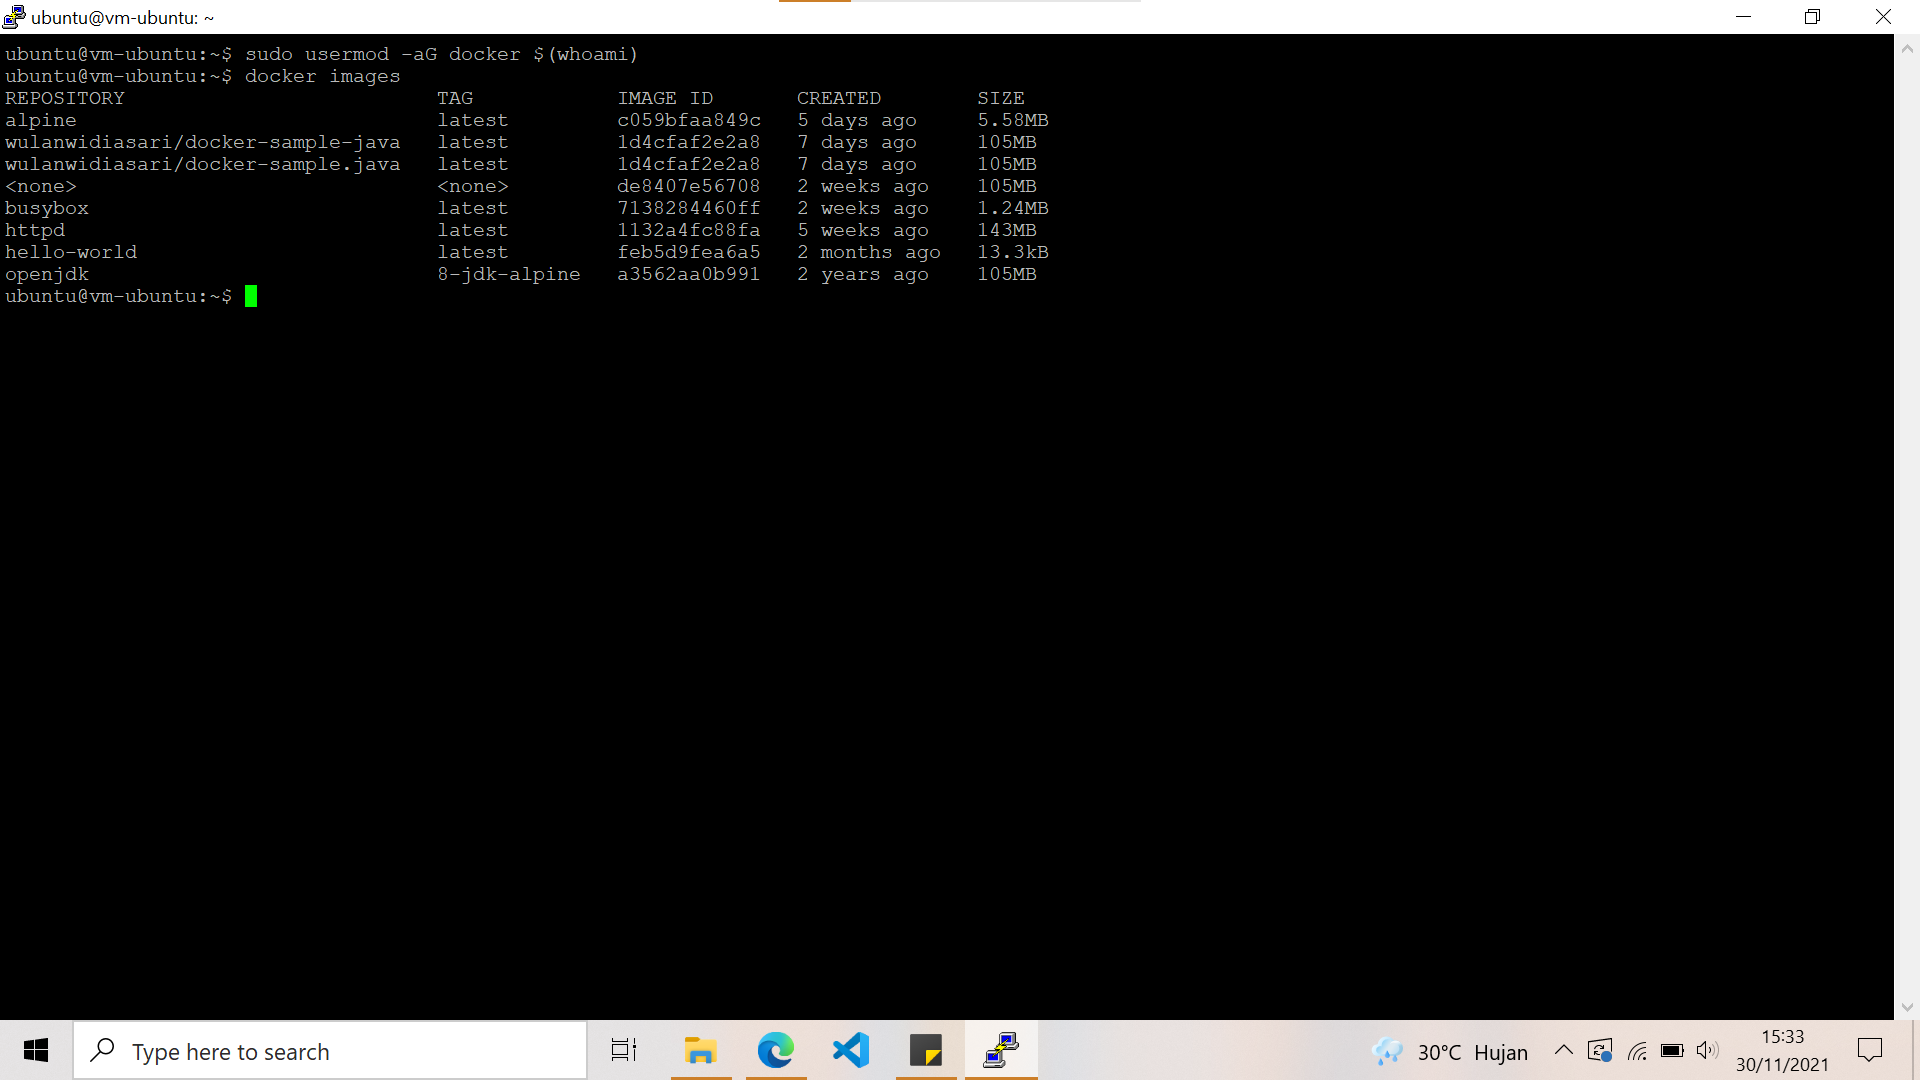 ubuntu@vm-ubuntu: ~
ubuntu@vm-ubuntu:~$ sudo usermod -aG docker $(whoami)
ubuntu@vm-ubuntu:~$ docker images
REPOSITORY                          TAG            IMAGE ID       CREATED        SIZE
alpine                              latest         c059bfaa849c   5 days ago     5.58MB
wulanwidiasari/docker-sample-java   latest         1d4cfaf2e2a8   7 days ago     105MB
wulanwidiasari/docker-sample.java   latest         1d4cfaf2e2a8   7 days ago     105MB
<none>                              <none>         de8407e56708   2 weeks ago    105MB
busybox                             latest         7138284460ff   2 weeks ago    1.24MB
httpd                               latest         1132a4fc88fa   5 weeks ago    143MB
hello-world                         latest         feb5d9fea6a5   2 months ago   13.3kB
openjdk                             8-jdk-alpine   a3562aa0b991   2 years ago    105MB
ubuntu@vm-ubuntu:~$
Type here to search
30°C Hujan
15:33
30/11/2021